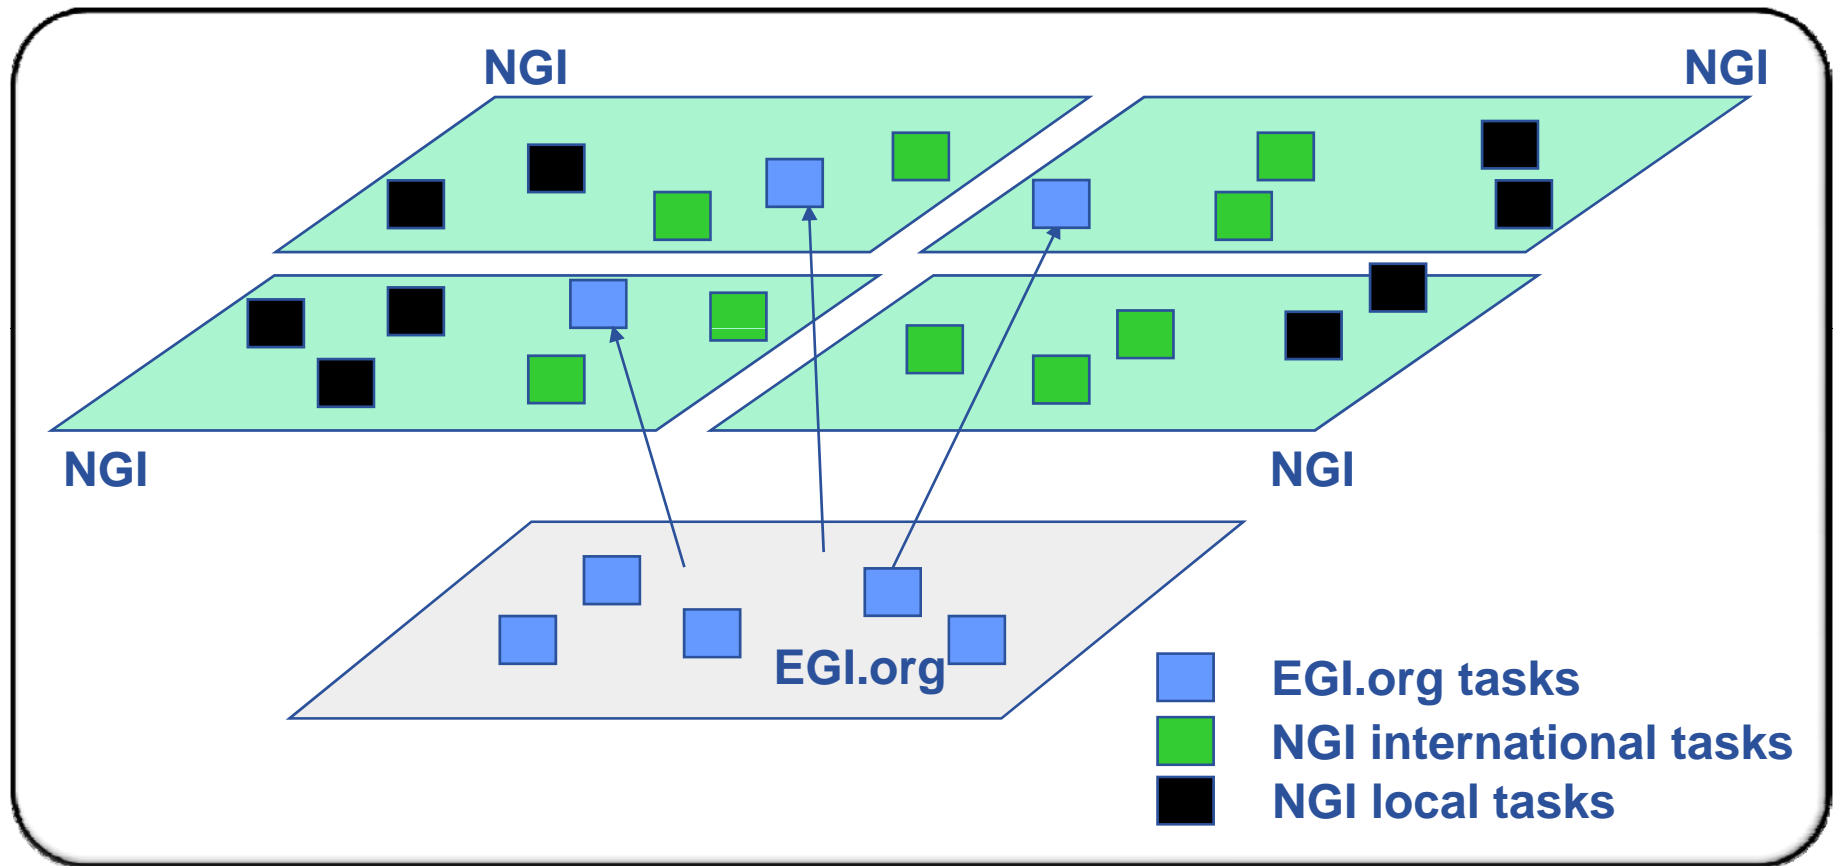 NGI
NGI
NGI
NGI
EGI.org
EGI.org tasks
NGI international tasks
NGI local tasks